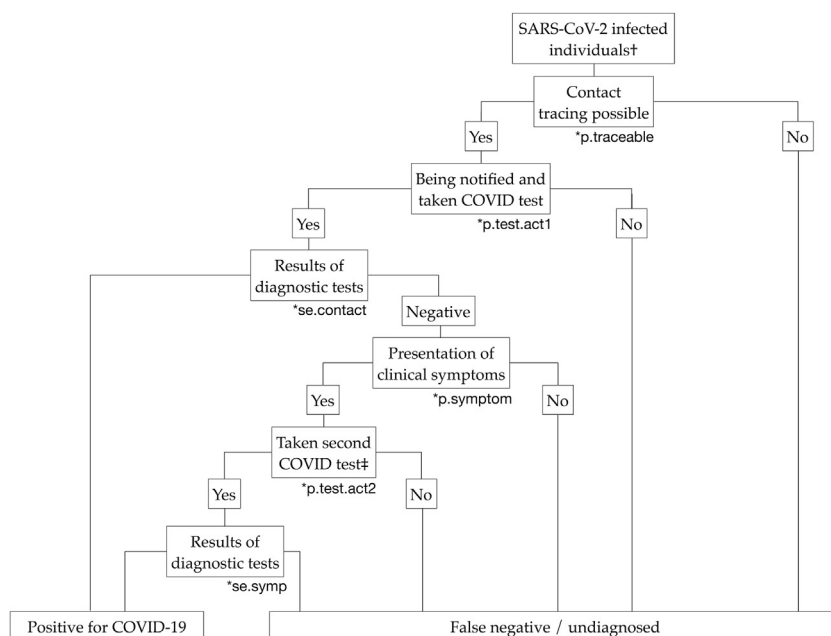 SARS-CoV-2 infected
individuals†
Contact
tracing possible
*p.traceable
Yes
No
Being notified and
taken COVID test
*p.test.act1
Yes
No
Results of
diagnostic tests
*se.contact
Negative
Presentation of
clinical symptoms
*p.symptom
Yes
No
Taken second
COVID test‡
*p.test.act2
Yes
No
Results of
diagnostic tests
*se.symp
Positive for COVID-19
False negative / undiagnosed